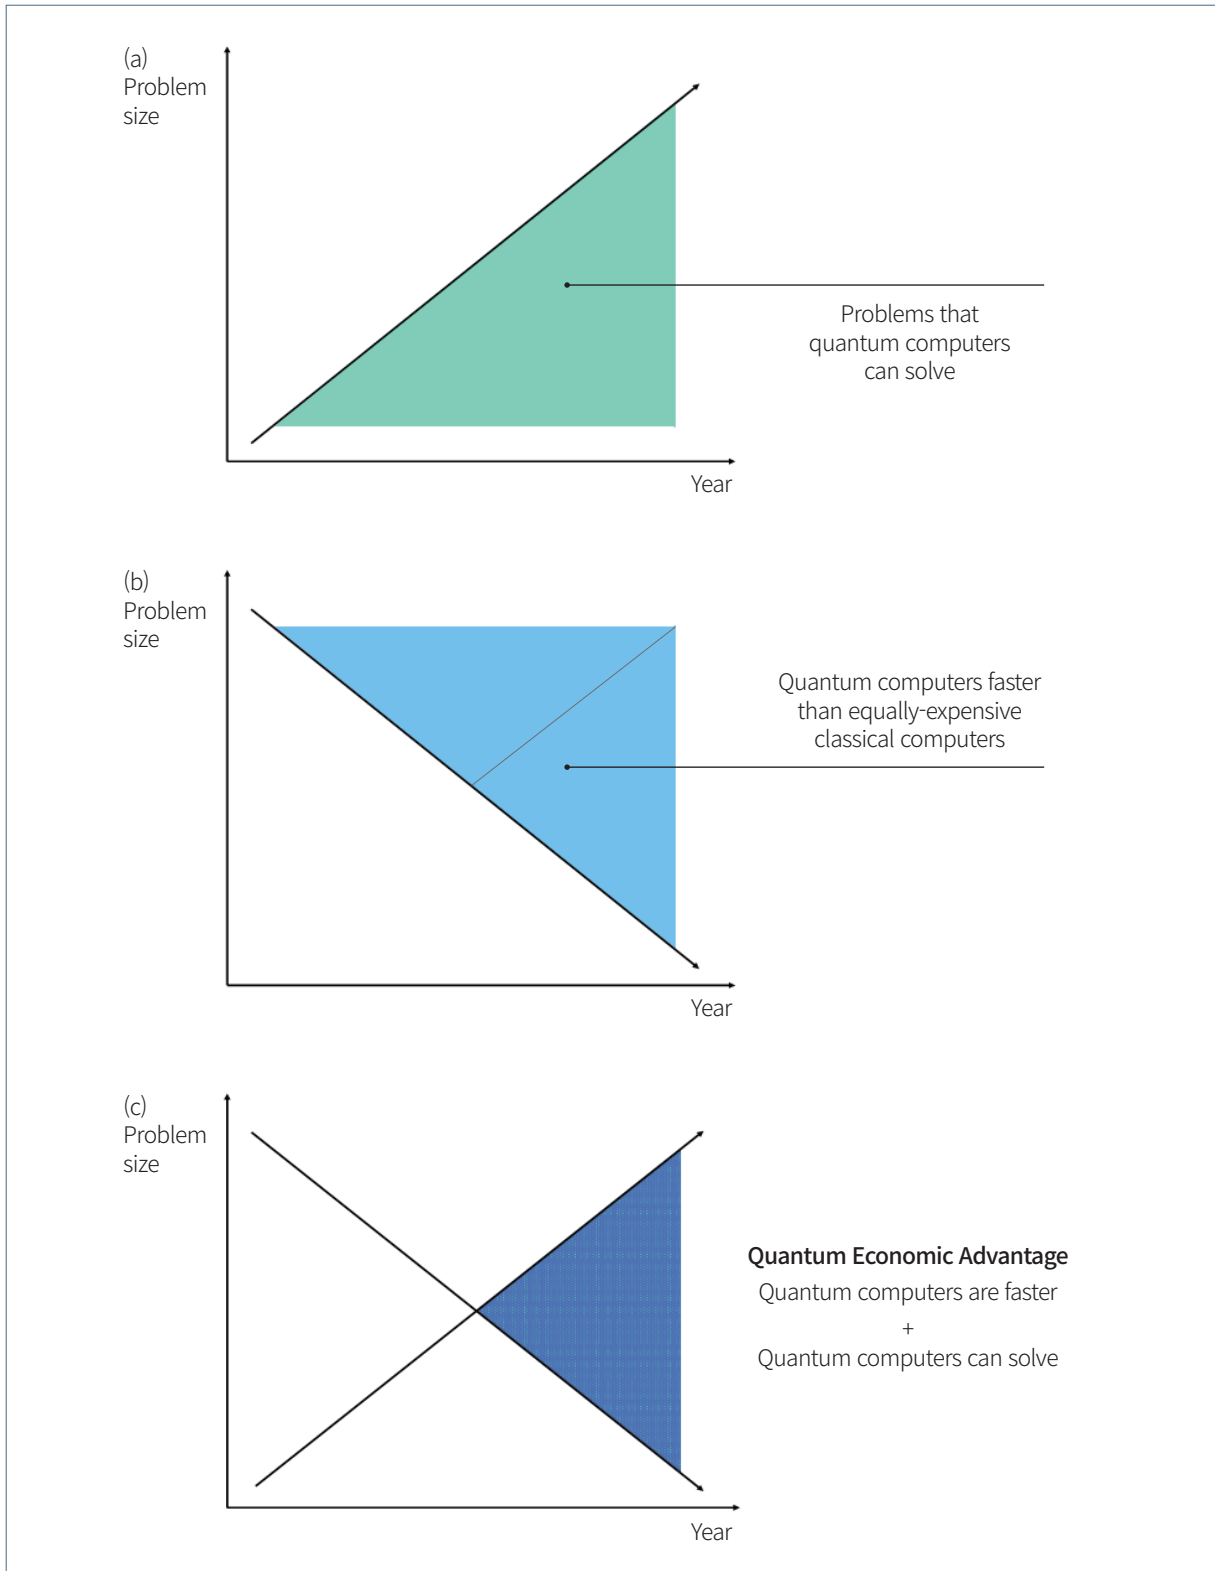 (a)
Problem
size
Problems that
quantum computers
can solve
Year
(b)
Problem
size
Quantum computers faster
than equally-expensive
classical computers
Year
(c)
Problem
size
Quantum Economic Advantage
Quantum computers are faster
+
Quantum computers can solve
Year